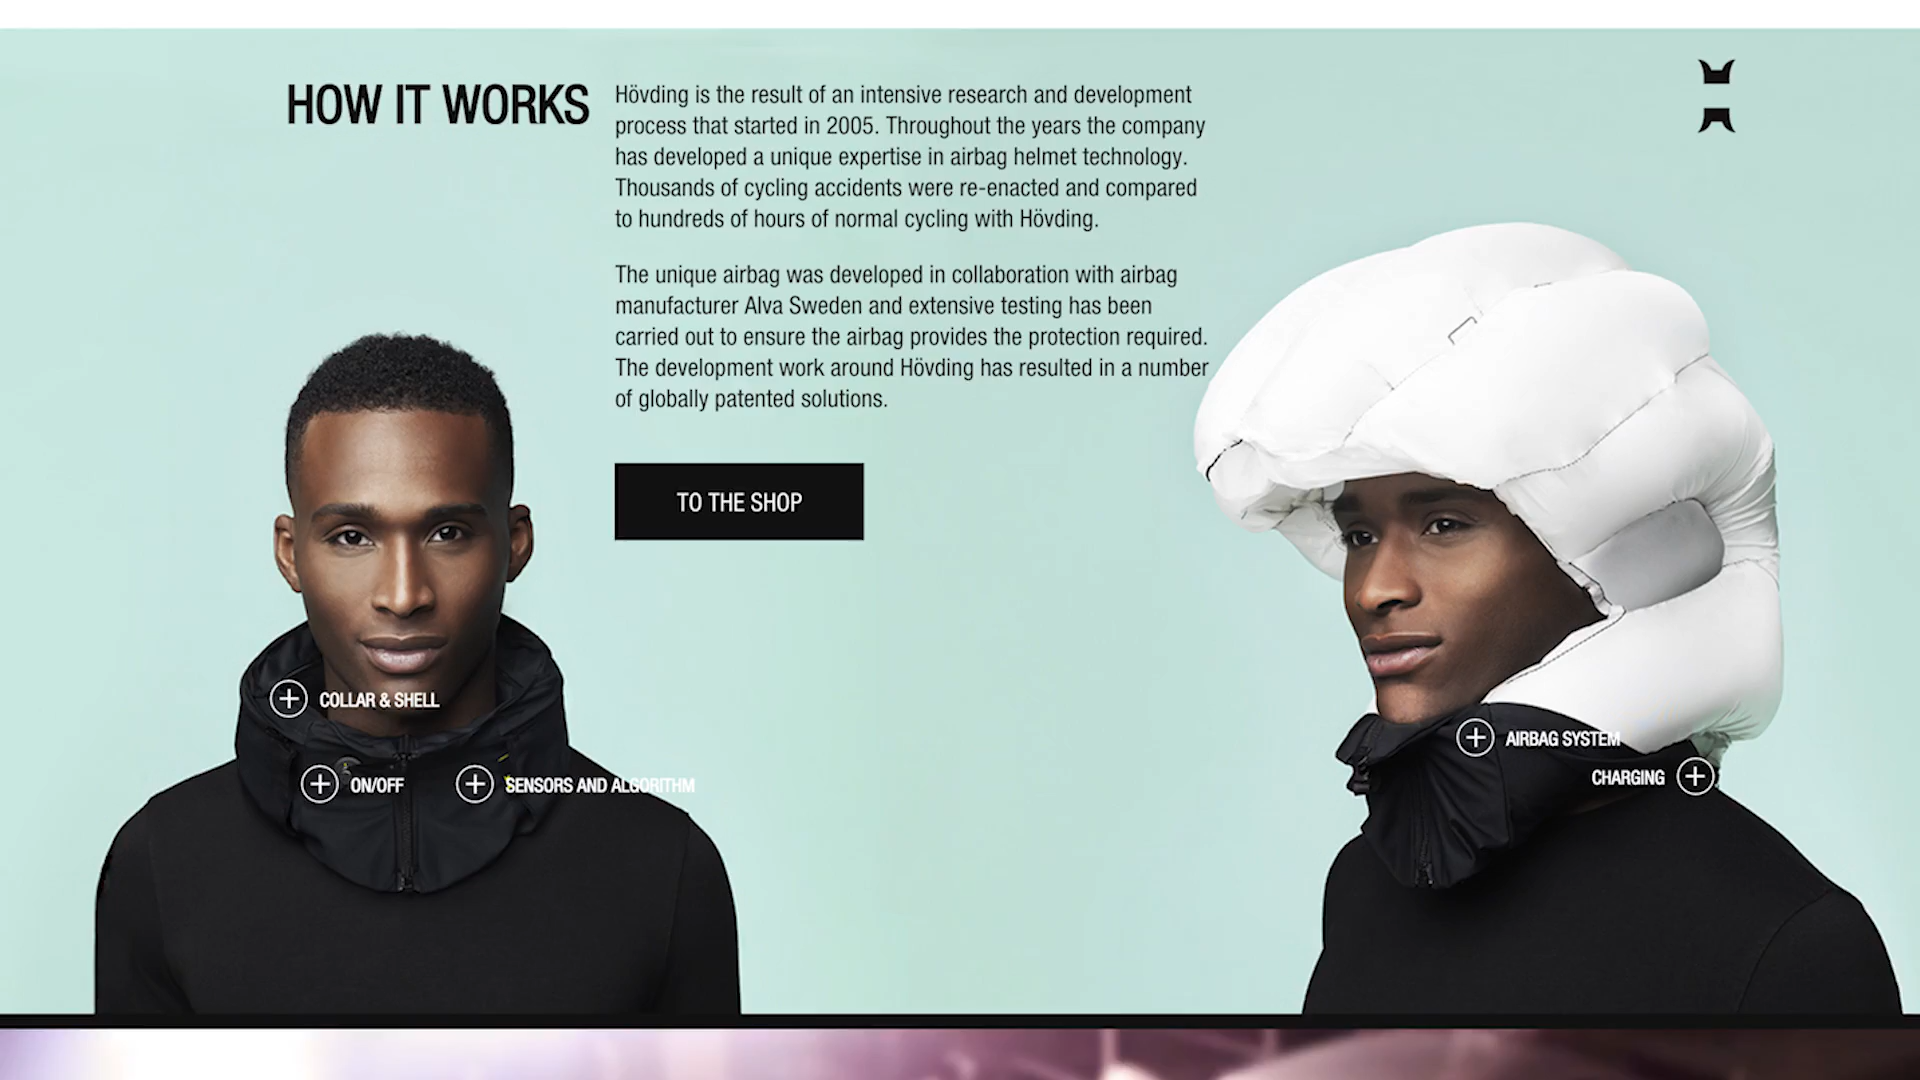 HOW IT WORKS
Hövding is the result of an intensive research and development
process that started in 2005. Throughout the years the company
has developed a unique expertise in airbag helmet technology.
Thousands of cycling accidents were re-enacted and compared
to hundreds of hours of normal cycling with Hövding.
The unique airbag was developed in collaboration with airbag
manufacturer Alva Sweden and extensive testing has been
carried out to ensure the airbag provides the protection required.
The development work around Hövding has resulted in a number
of globally patented solutions.
TO THE SHOP
COLLAR & SHELL
ON/OFF
SENSORS AND ALGORITHM
AIRBAG SYSTEM
CHARGING